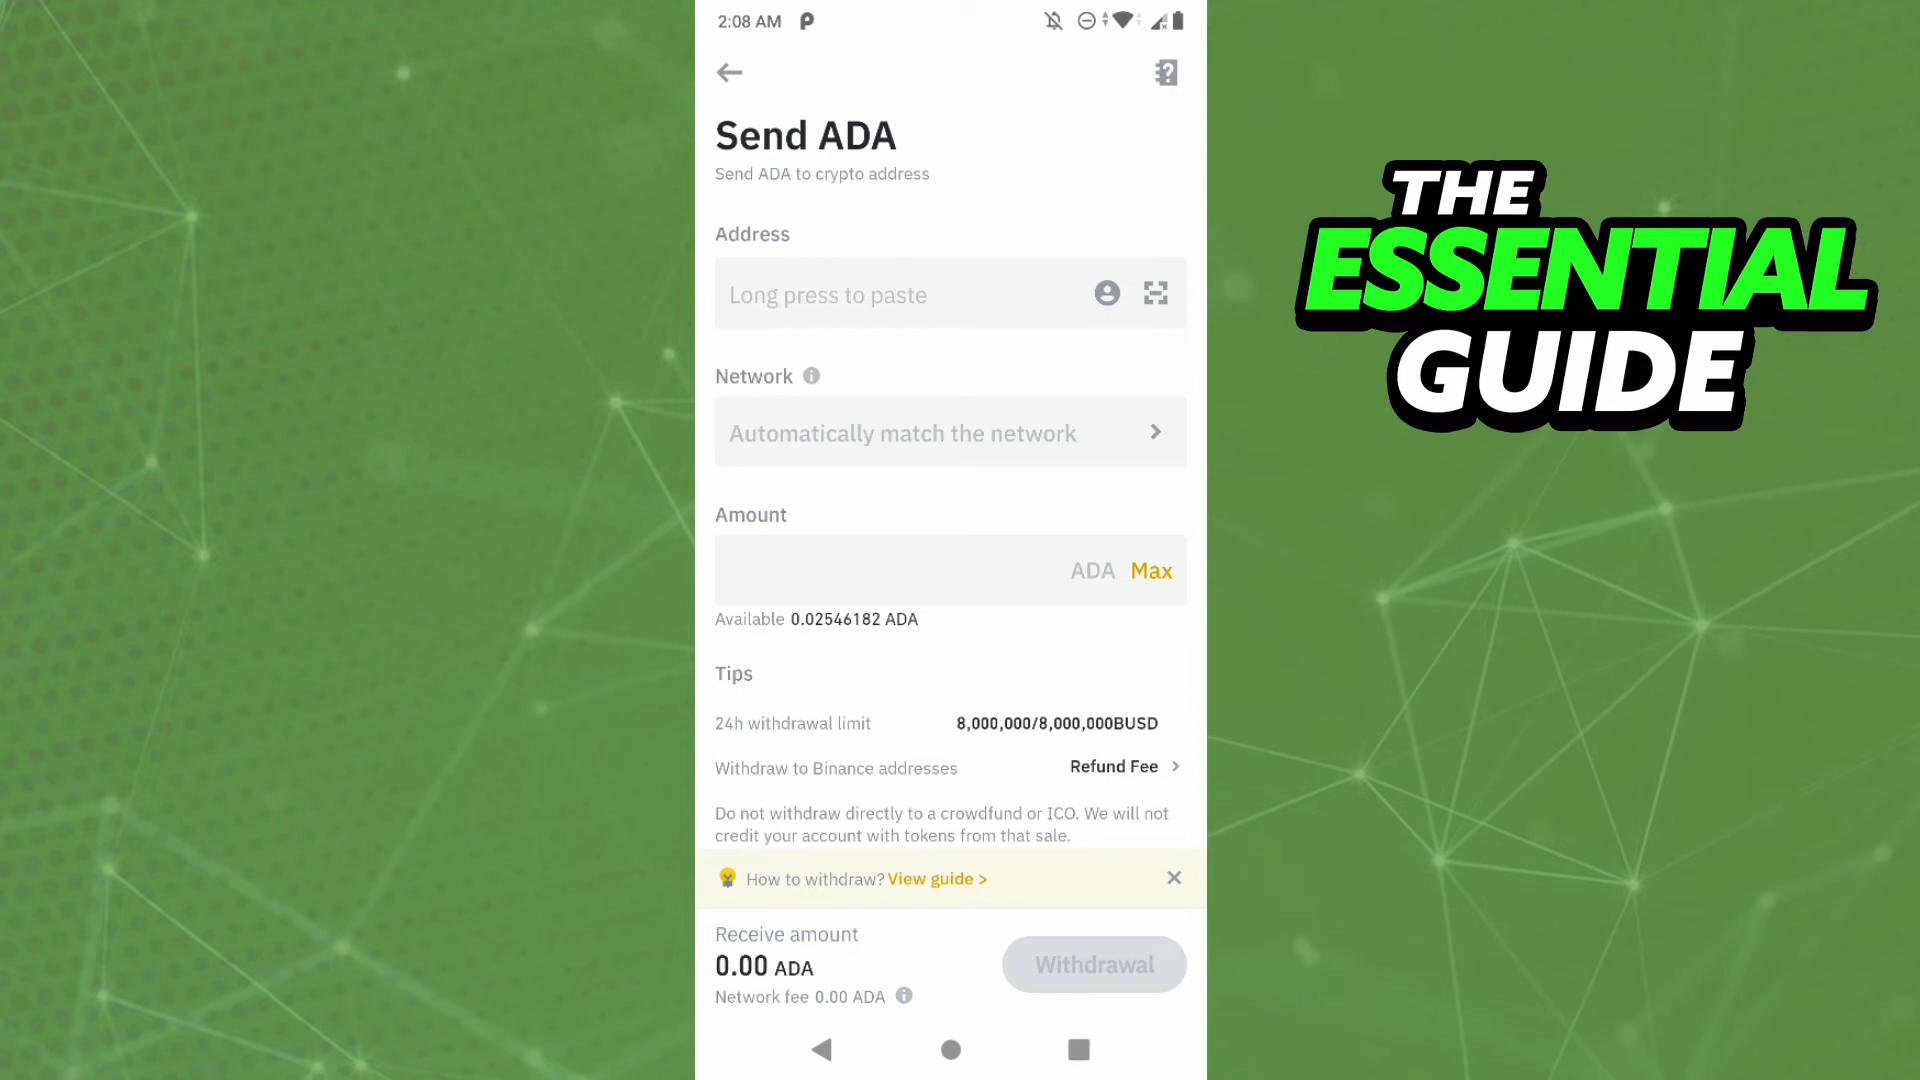 2:08 AM
Send ADA
Send ADA to crypto address
Address
Long press to paste
Network
Automatically match the network
Amount
ADA Max
Available 0.02546182 ADA
Tips
24h withdrawal limit 8,000,000/8,000,000BUSD
Withdraw to Binance addresses Refund Fee >
Do not withdraw directly to a crowdfund or ICO. We will not
credit your account with tokens from that sale.
How to withdraw? View guide >
Receive amount
0.00 ADA
Withdrawal
Network fee 0.00 ADA
THE
ESSENTIAL
GUIDE